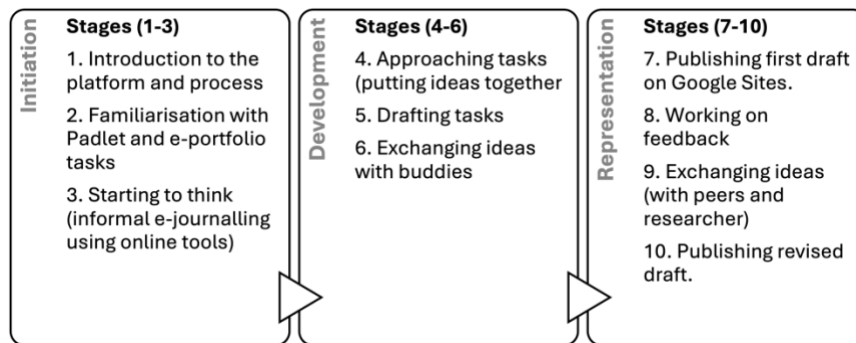 Initiation
Stages (1-3)
1. Introduction to the
platform and process
2. Familiarisation with
Padlet and e-portfolio
tasks
3. Starting to think
(informal e-journalling
using online tools)
Development
Stages (4-6)
4. Approaching tasks
(putting ideas together
5. Drafting tasks
6. Exchanging ideas
with buddies
Representation
Stages (7-10)
7. Publishing first draft
on Google Sites.
8. Working on
feedback
9. Exchanging ideas
(with peers and
researcher)
10. Publishing revised
draft.